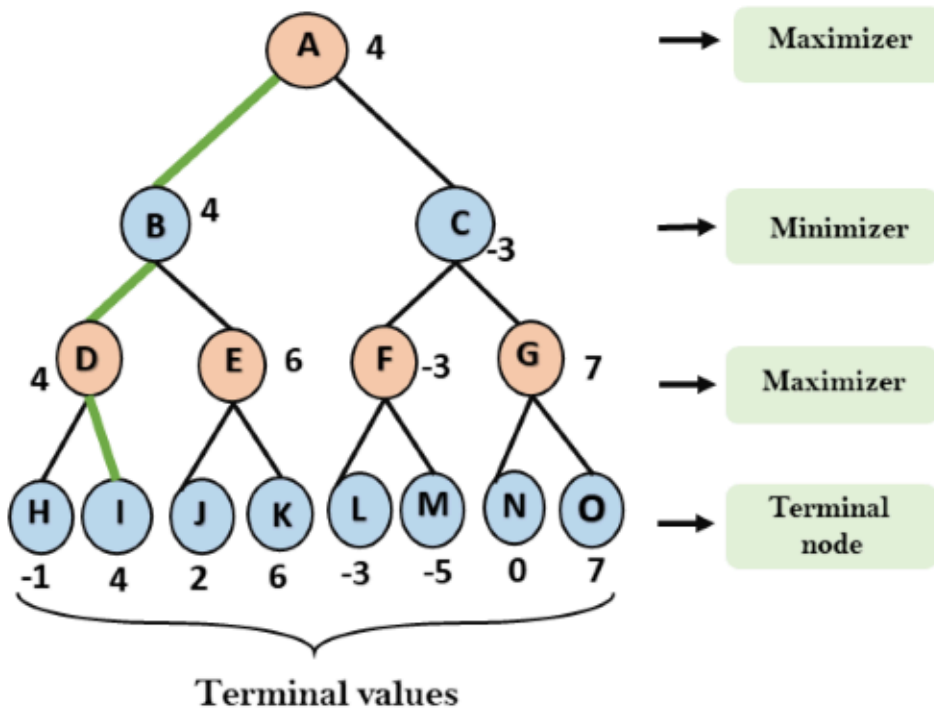 A 4 Maximizer
B 4 C -3 Minimizer
D 4 E 6 F -3 G 7 Maximizer
H I J K L M N O Terminal
node
-1 4 2 6 -3 -5 0 7
Terminal values